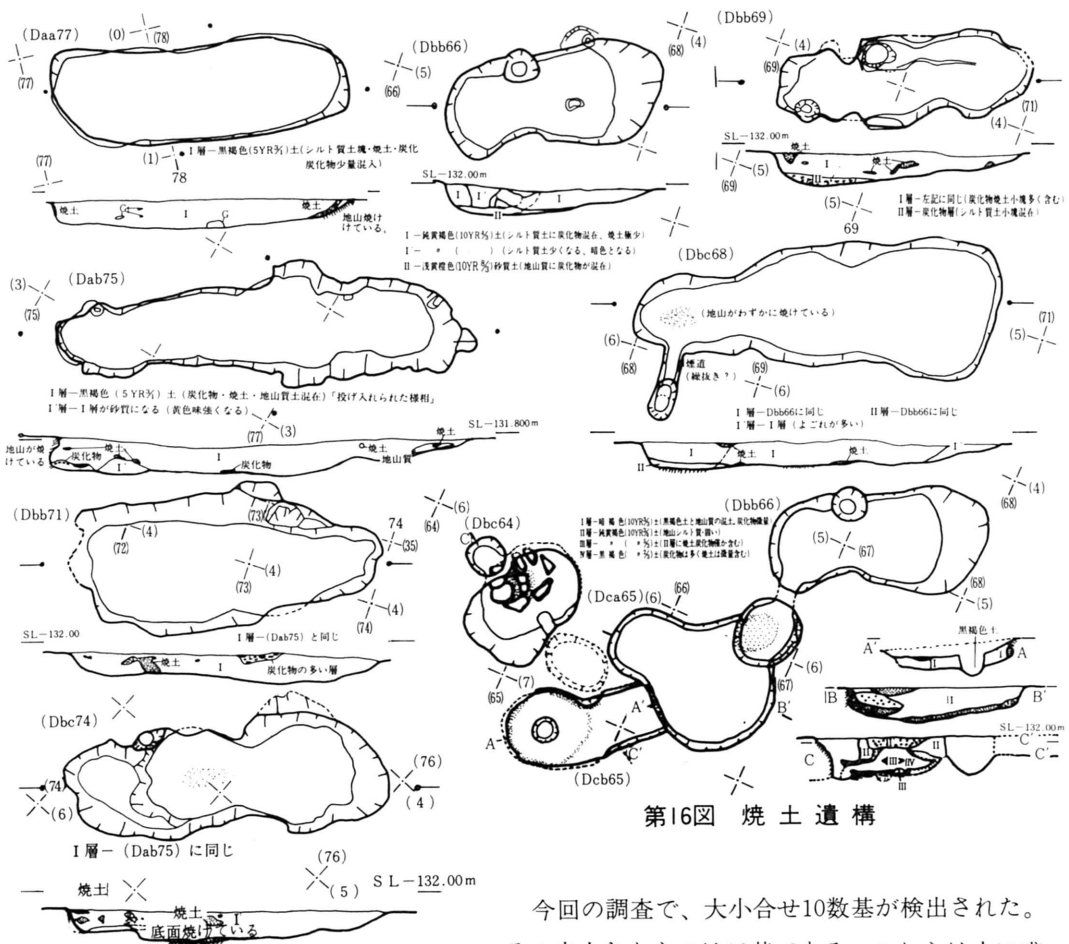 (Daa77)
(0)
(78)
(77)
(1)
78
I層―黒褐色(5YR 2/1)土(シルト質土塊・焼土・炭化
炭化物少量混入)
(77)
焼土
G
I
G
焼土
地山焼け
ている。
(Dbb66)
(5)
(66)
(68)
(4)
SL―132.00m
I
I′
I
II
I―純黄褐色(10YR)土(シルト質土に炭化物混在、焼土極少)
I′― 〃 ( ) (シルト質土少くなる、暗色となる)
II―浅黄橙色(10YR)砂質土(地山質に炭化物が混在)
(Dbb69)
(4)
(69)
(71)
(4)
SL―132.00m
焼土
I
焼土
II
(5)
(69)
(5)
69
I層―左記に同じ(炭化物焼土小塊多く(含む)
II層―炭化物層(シルト質土小塊混在)
(Dab75)
(3)
(75)
I層―黒褐色(5YR)土(炭化物・焼土・地山質土混在)「投げ入れられた様相」
I′層―I層が砂質になる(黄色味強くなる)
(77)
(3)
SL―131.800m
地山が焼
けている
焼土
炭化物
I′
I
炭化物
焼土
地山質
焼土
(Dbc68)
(地山がわずかに焼けている)
(6)
(68)
煙道
(縦抜き?)
(69)
(6)
(71)
(5)
I層―Dbb66に同じ
II層―Dbb66に同じ
I′層―I層(よごれが多い)
II
I
焼土
I
焼土
I
(Dbb71)
(73)
(4)
(72)
(4)
(73)
74
(35)
(4)
(74)
SL―132.00
I層―(Dab75)と同じ
焼土
I
炭化物の多い層
(6)
(64)
(Dbc64)
C
(7)
(65)
(4)
(68)
(Dbb66)
I層―暗褐色(10YR)土(黒褐色土と地山質の混土、炭化物微量)
II層―純黄褐色(10YR)土(地山シルト質・固い)
III層― 〃 ( 〃 )土(II層に焼土炭化物僅か含む)
IV層―黒褐色( 〃 )土(炭化物は多く(焼土は微量含む)
(5)
(67)
(68)
(5)
(Dca65)
(6)
(66)
(6)
(67)
B′
A′
A
C′
(Dcb65)
黒褐色土
A′
I
I
A
B
II
B′
SL―132.00m
C
II
II
III
IV
III
C′
C′
(Dbc74)
(74)
(6)
(76)
(4)
I層―(Dab75)に同じ
(76)
(5)
SL―132.00m
焼土
焼土
I
底面焼けている
第16図 焼土遺構
今回の調査で、大小合せ10数基が検出された。